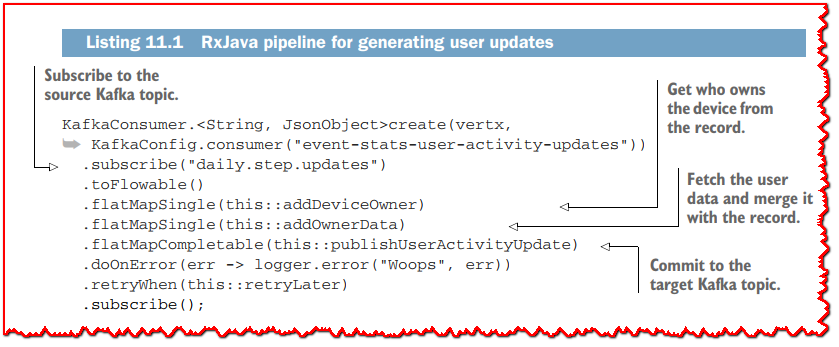 Listing 11.1 RxJava pipeline for generating user updates
Subscribe to the
source Kafka topic.
Get who owns
the device from
the record.
KafkaConsumer.<String, JsonObject>create(vertx,
➥ KafkaConfig.consumer("event-stats-user-activity-updates"))
.subscribe("daily.step.updates")
.toFlowable()
.flatMapSingle(this::addDeviceOwner)
.flatMapSingle(this::addOwnerData)
.flatMapCompletable(this::publishUserActivityUpdate)
.doOnError(err -> logger.error("Woops", err))
.retryWhen(this::retryLater)
.subscribe();
Fetch the user
data and merge it
with the record.
Commit to the
target Kafka topic.